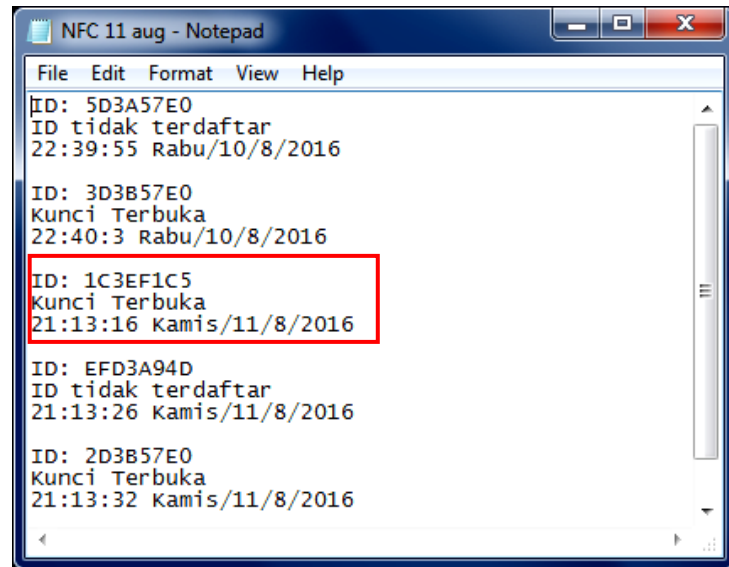 NFC 11 aug - Notepad
File Edit Format View Help
ID: 5D3A57E0
ID tidak terdaftar
22:39:55 Rabu/10/8/2016
ID: 3D3B57E0
Kunci Terbuka
22:40:3 Rabu/10/8/2016
ID: 1C3EF1C5
Kunci Terbuka
21:13:16 Kamis/11/8/2016
ID: EFD3A94D
ID tidak terdaftar
21:13:26 Kamis/11/8/2016
ID: 2D3B57E0
Kunci Terbuka
21:13:32 Kamis/11/8/2016